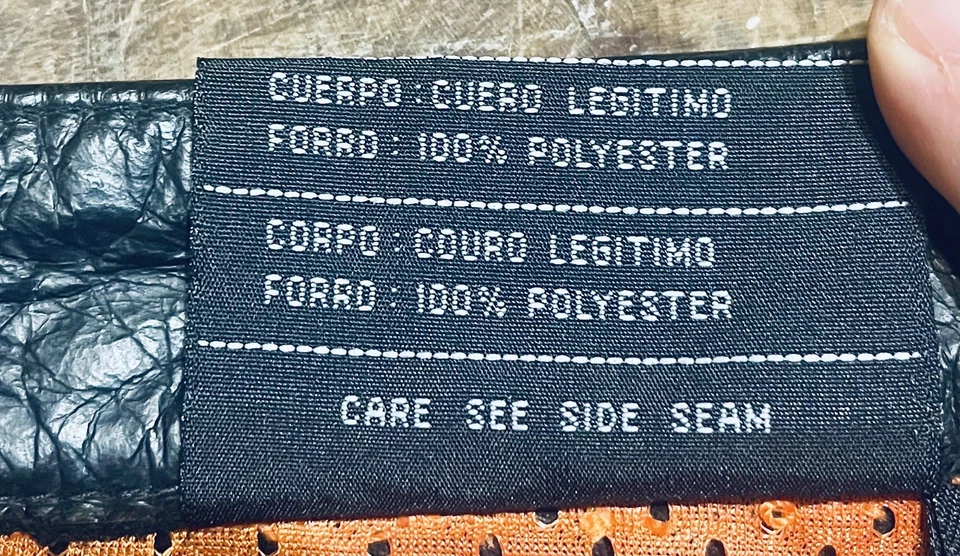 CUERPO : CUERO LEGITIMO
FORRO : 100% POLYESTER
CORPO : COURO LEGITIMO
FORRO : 100% POLYESTER
CARE SEE SIDE SEAM